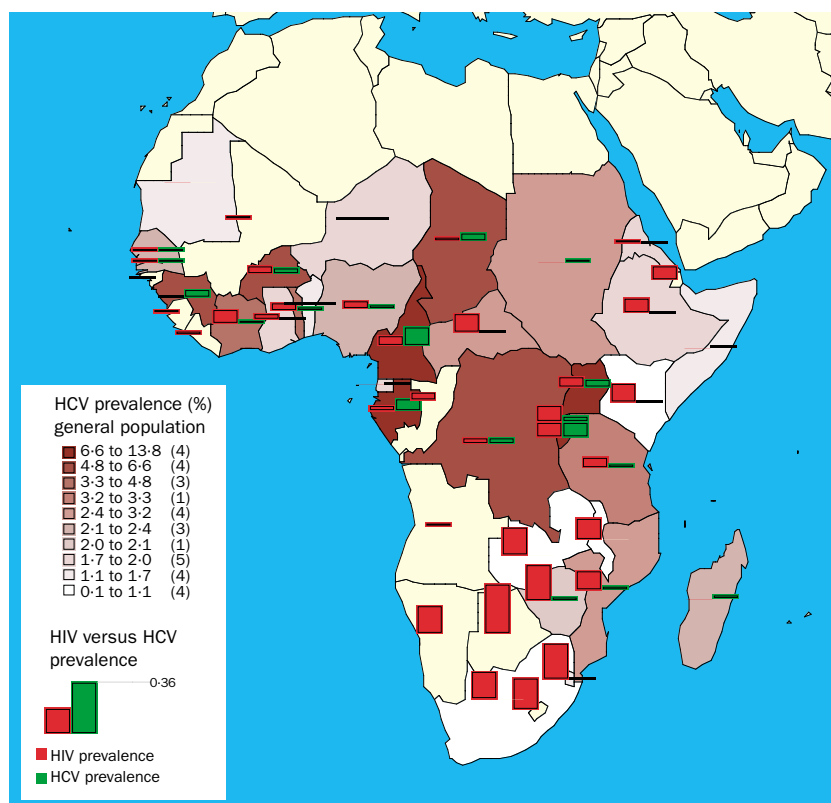 HCV prevalence (%)
general population
6·6 to 13·8 (4)
4·8 to 6·6 (4)
3·3 to 4·8 (3)
3·2 to 3·3 (1)
2·4 to 3·2 (4)
2·1 to 2·4 (3)
2·0 to 2·1 (1)
1·7 to 2·0 (5)
1·1 to 1·7 (4)
0·1 to 1·1 (4)
HIV versus HCV
prevalence
0·36
HIV prevalence
HCV prevalence